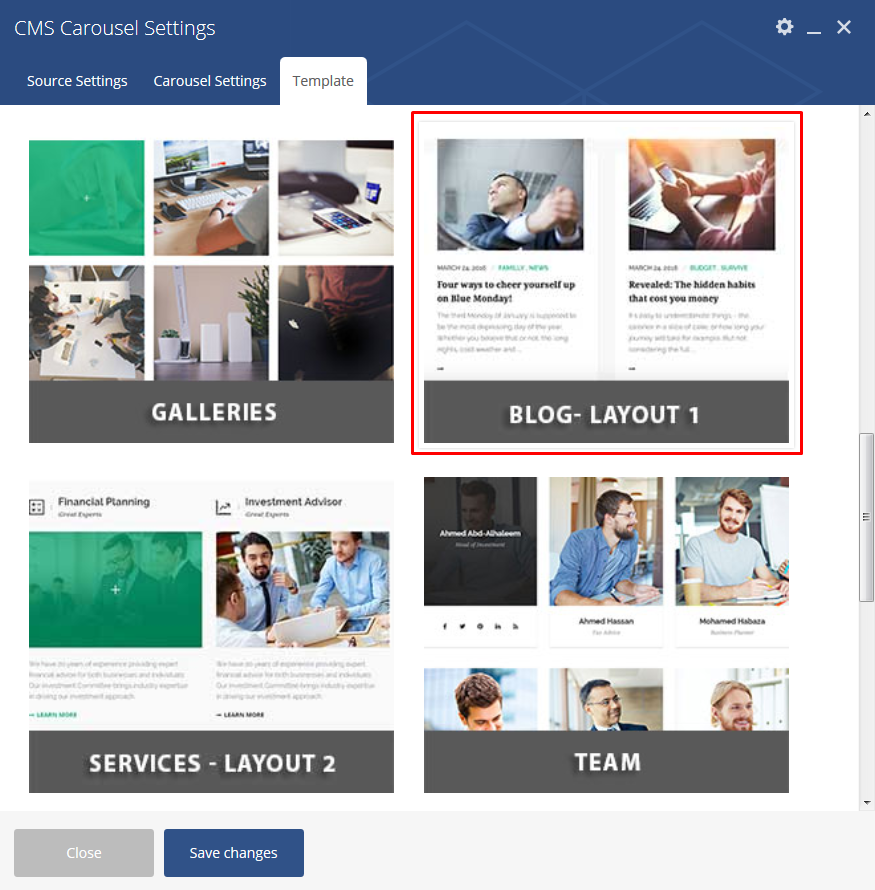 CMS Carousel Settings
Source Settings
Carousel Settings
Template
GALLERIES
MARCH 24, 2016 / FAMILLY, NEWS
Four ways to cheer yourself up
on Blue Monday!
The third Monday of January is supposed to
be the most depressing day of the year.
Whether you believe that or not, the long
nights, cold weather and ...
MARCH 24, 2016 / BUDGET, SURVIVE
Revealed: The hidden habits
that cost you money
It's easy to underestimate things – the
calories in a slice of cake, or how long your
journey will take for example. But not
considering the full ...
BLOG- LAYOUT 1
Financial Planning
Great Experts
Investment Advisor
Great Experts
We have 20 years of experience providing expert
financial advice for both businesses and individuals.
Our investment Committee brings industry expertise
in driving our investment approach.
LEARN MORE
We have 20 years of experience providing expert
financial advice for both businesses and individuals.
Our investment Committee brings industry expertise
in driving our investment approach.
LEARN MORE
SERVICES - LAYOUT 2
Ahmed Abd-Alhaleem
Head of Investment
Ahmed Hassan
Tax Advice
Mohamed Habaza
Business Planner
TEAM
Close
Save changes